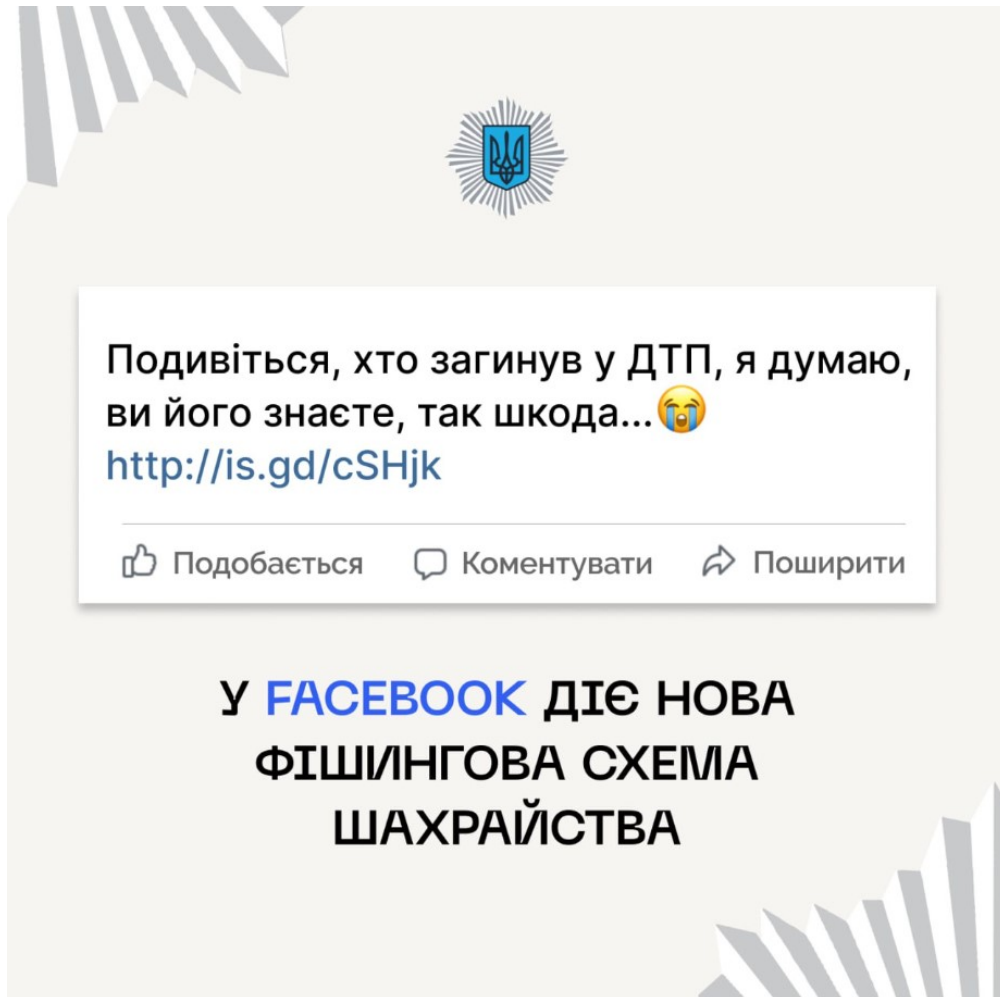 Подивіться, хто загинув у ДТП, я думаю,
ви його знаєте, так шкода...😭
http://is.gd/cSHjk
Подобається Коментувати Поширити
У FACEBOOK ДІЄ НОВА
ФІШИНГОВА СХЕМА
ШАХРАЙСТВА